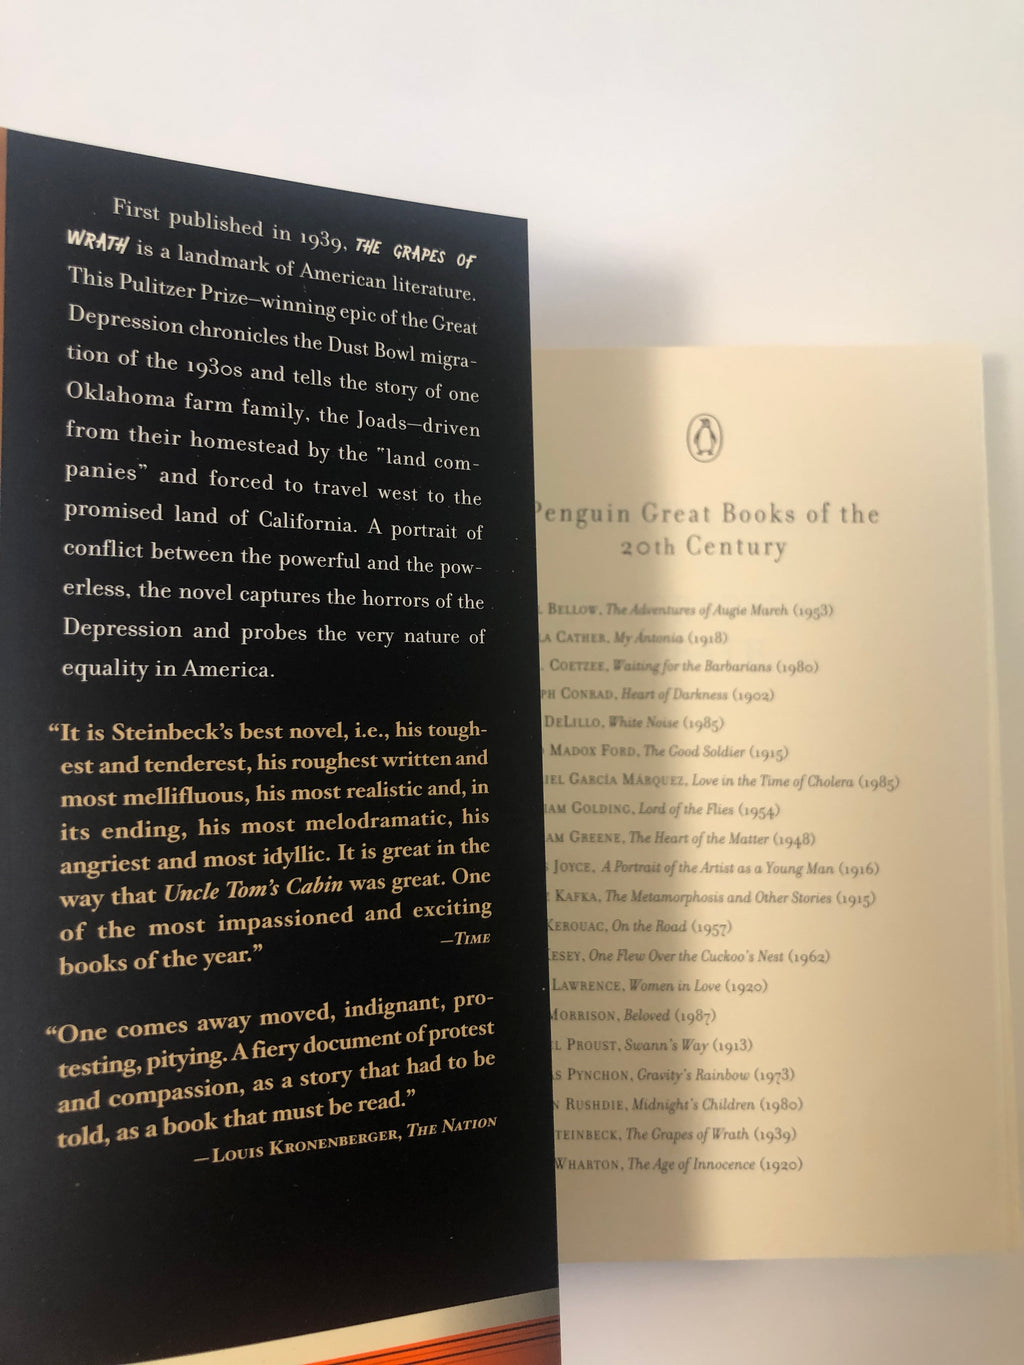 First published in 1939, THE GRAPES OF
WRATH is a landmark of American literature.
This Pulitzer Prize–winning epic of the Great
Depression chronicles the Dust Bowl migra-
tion of the 1930s and tells the story of one
Oklahoma farm family, the Joads—driven
from their homestead by the "land com-
panies" and forced to travel west to the
promised land of California. A portrait of
conflict between the powerful and the pow-
erless, the novel captures the horrors of the
Depression and probes the very nature of
equality in America.
“It is Steinbeck’s best novel, i.e., his tough-
est and tenderest, his roughest written and
most mellifluous, his most realistic and, in
its ending, his most melodramatic, his
angriest and most idyllic. It is great in the
way that Uncle Tom’s Cabin was great. One
of the most impassioned and exciting
books of the year.”
—TIME
“One comes away moved, indignant, pro-
testing, pitying. A fiery document of protest
and compassion, as a story that had to be
told, as a book that must be read.”
—LOUIS KRONENBERGER, THE NATION
Penguin Great Books of the
20th Century
BELLOW, The Adventures of Augie March (1953)
CATHER, My Ántonia (1918)
COETZEE, Waiting for the Barbarians (1980)
CONRAD, Heart of Darkness (1902)
DELILLO, White Noise (1985)
MADOX FORD, The Good Soldier (1915)
GARCÍA MÁRQUEZ, Love in the Time of Cholera (1985)
GOLDING, Lord of the Flies (1954)
GREENE, The Heart of the Matter (1948)
JOYCE, A Portrait of the Artist as a Young Man (1916)
KAFKA, The Metamorphosis and Other Stories (1915)
KEROUAC, On the Road (1957)
KESEY, One Flew Over the Cuckoo's Nest (1962)
LAWRENCE, Women in Love (1920)
MORRISON, Beloved (1987)
PROUST, Swann's Way (1913)
PYNCHON, Gravity's Rainbow (1973)
RUSHDIE, Midnight's Children (1980)
TEINBECK, The Grapes of Wrath (1939)
WHARTON, The Age of Innocence (1920)